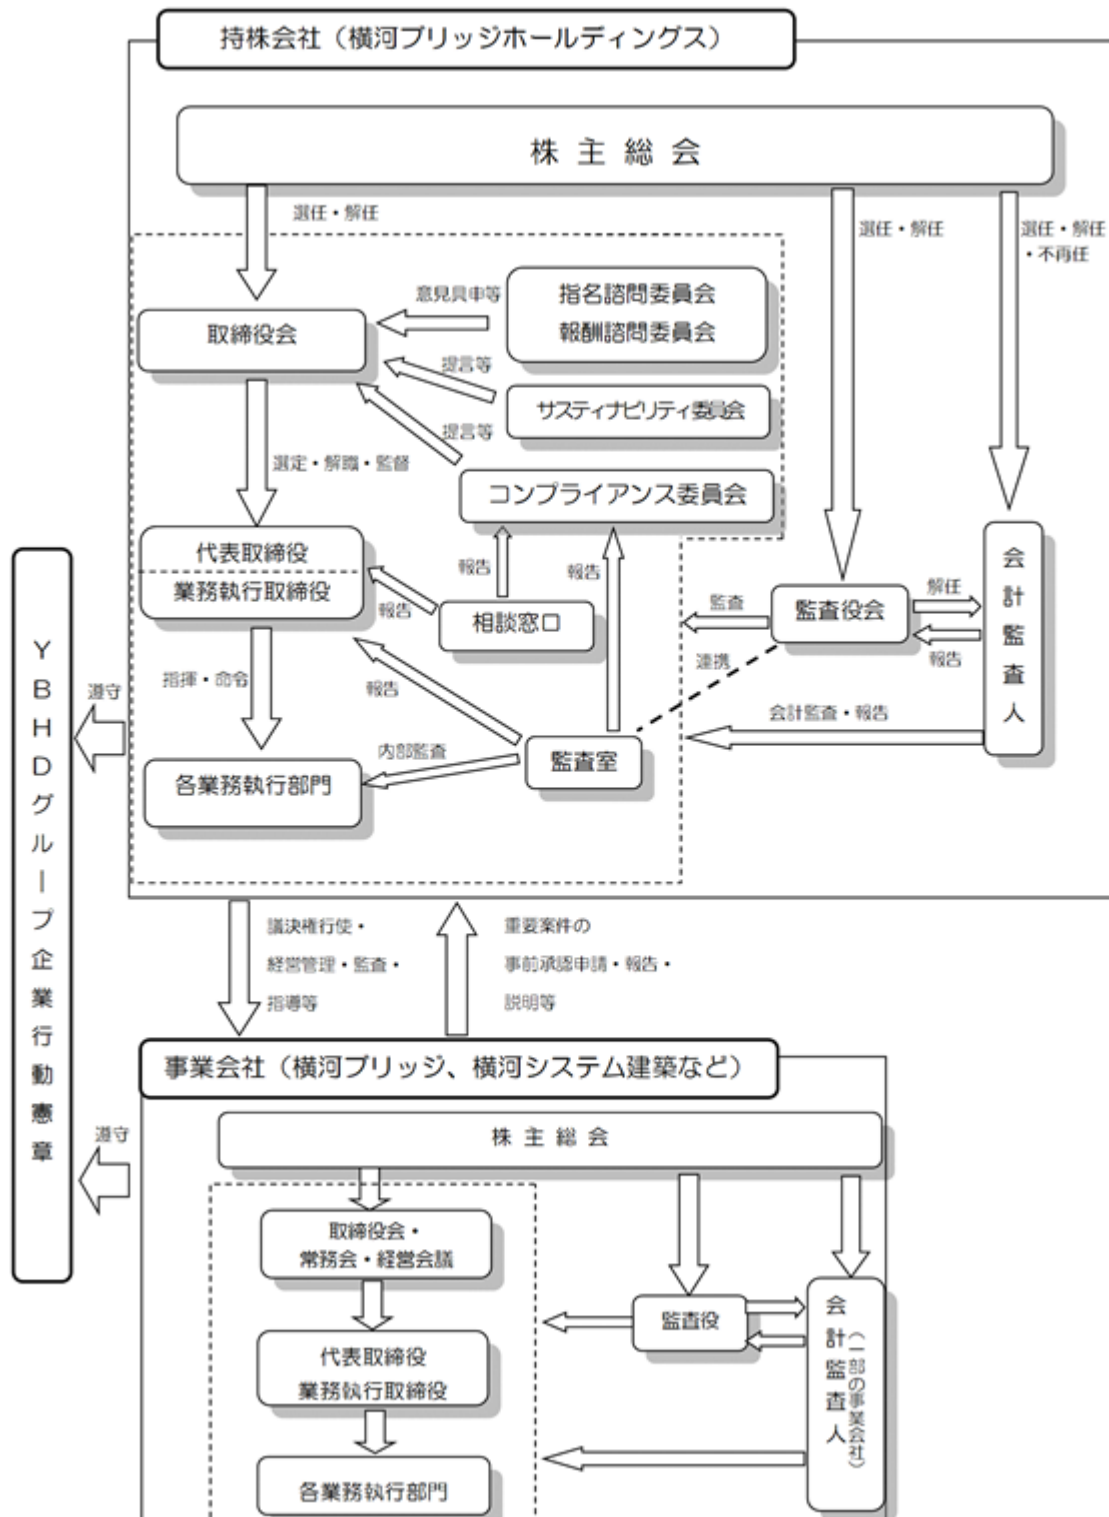 持株会社（横河ブリッジホールディングス）
株主総会
選任・解任
選任・解任
選任・解任
・不再任
意見具申等
指名諮問委員会
報酬諮問委員会
取締役会
提言等
サスティナビリティ委員会
提言等
選定・解職・監督
コンプライアンス委員会
代表取締役
業務執行取締役
報告
報告
報告
相談窓口
監査
監査役会
解任
報告
会計監査人
連携
指揮・命令
報告
会計監査・報告
遵守
内部監査
監査室
各業務執行部門
YBHDグループ企業行動憲章
議決権行使・
経営管理・監査・
指導等
重要案件の
事前承認申請・報告・
説明等
事業会社（横河ブリッジ、横河システム建築など）
遵守
株主総会
取締役会・
常務会・経営会議
監査役
会計監査人
（一部の事業会社）
代表取締役
業務執行取締役
各業務執行部門